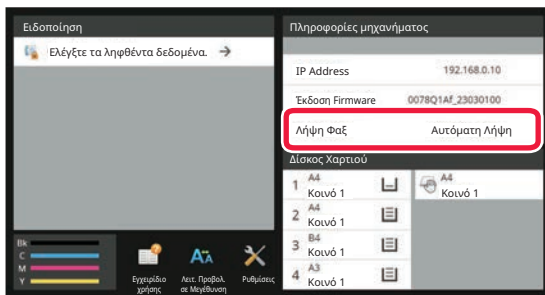 Ειδοποίηση
Ελέγξτε τα ληφθέντα δεδομένα. →
Πληροφορίες μηχανήματος
IP Address 192.168.0.10
Έκδοση Firmware 0078Q1Af_23030100
Λήψη Φαξ Αυτόματη Λήψη
Δίσκος Χαρτιού
1 A4
Κοινό 1
A4
Κοινό 1
2 A4
Κοινό 1
3 B4
Κοινό 1
4 A3
Κοινό 1
Bk
C
M
Y
Εγχειρίδιο
χρήσης
Λειτ. Προβολ.
σε Μεγέθυνση
Ρυθμίσεις